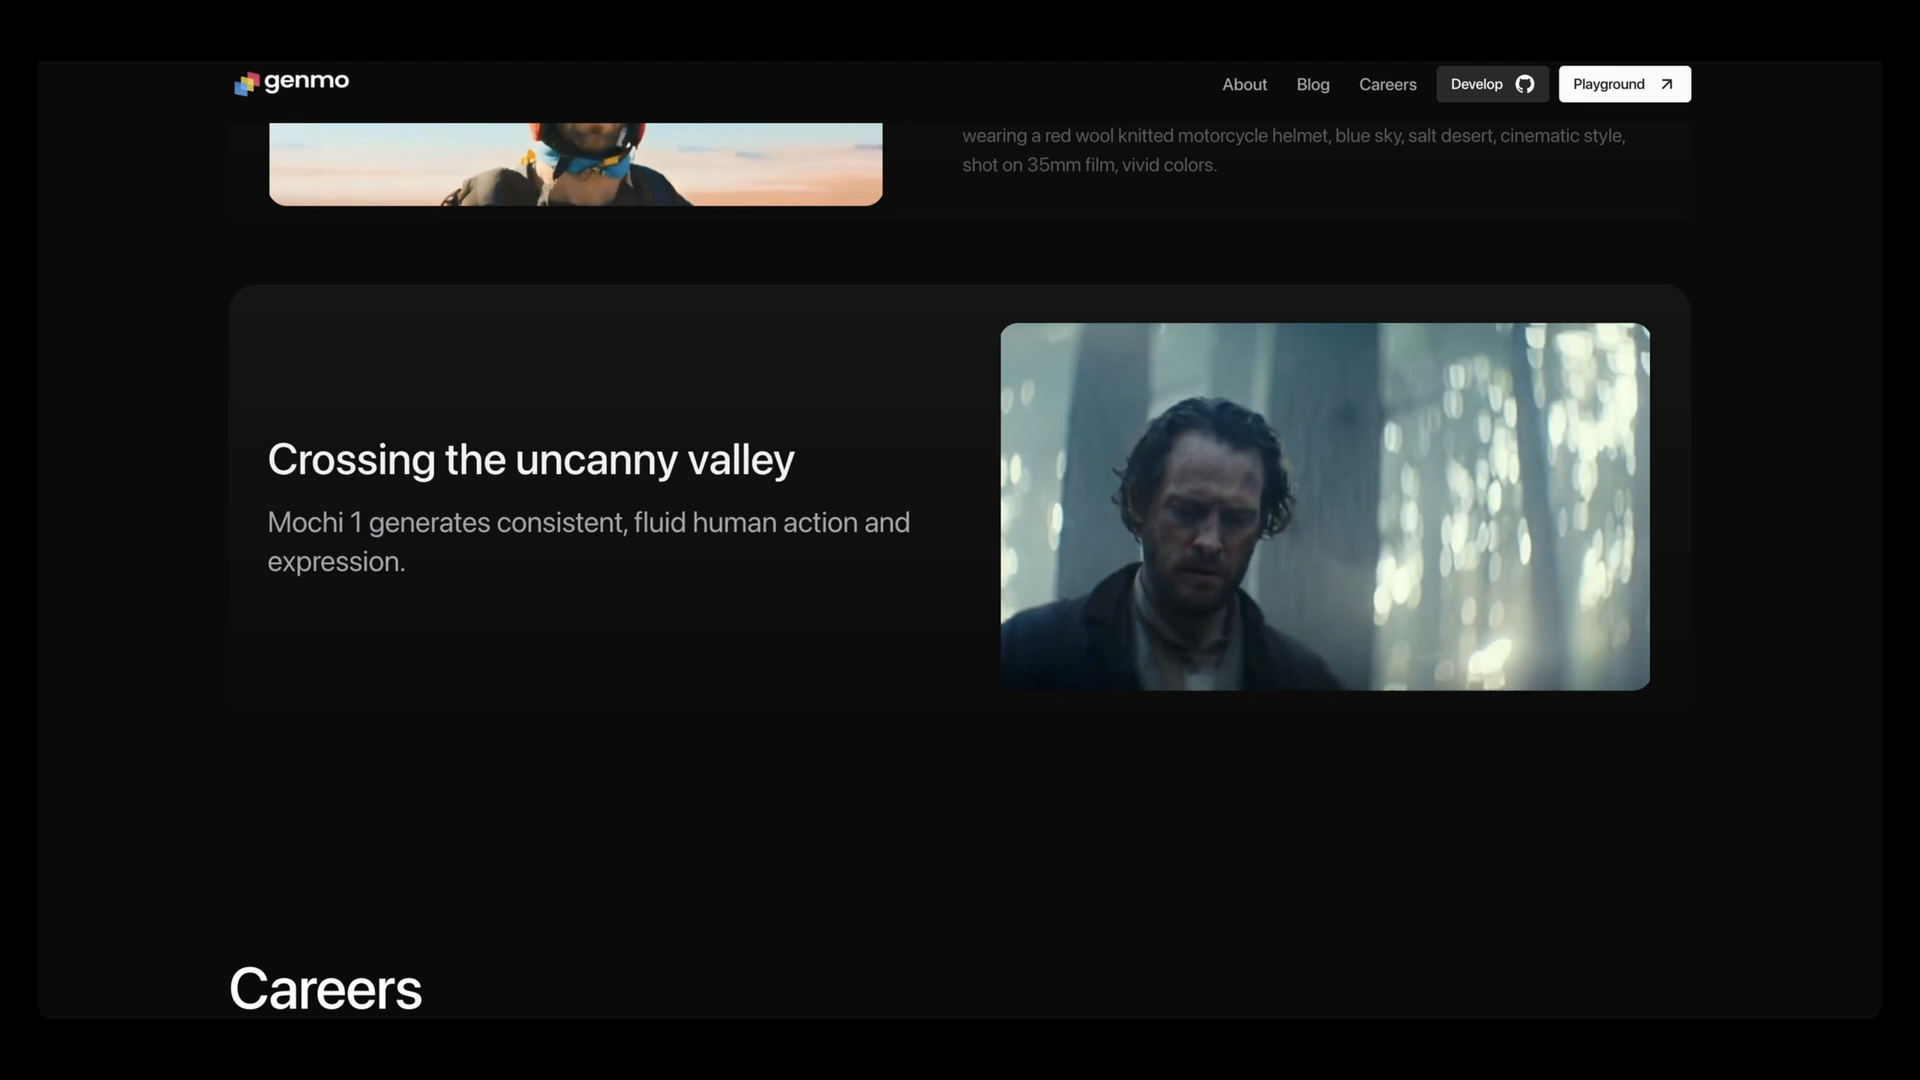 genmo
About
Blog
Careers
Develop
Playground
wearing a red wool knitted motorcycle helmet, blue sky, salt desert, cinematic style,
shot on 35mm film, vivid colors.
Crossing the uncanny valley
Mochi 1 generates consistent, fluid human action and
expression.
Careers